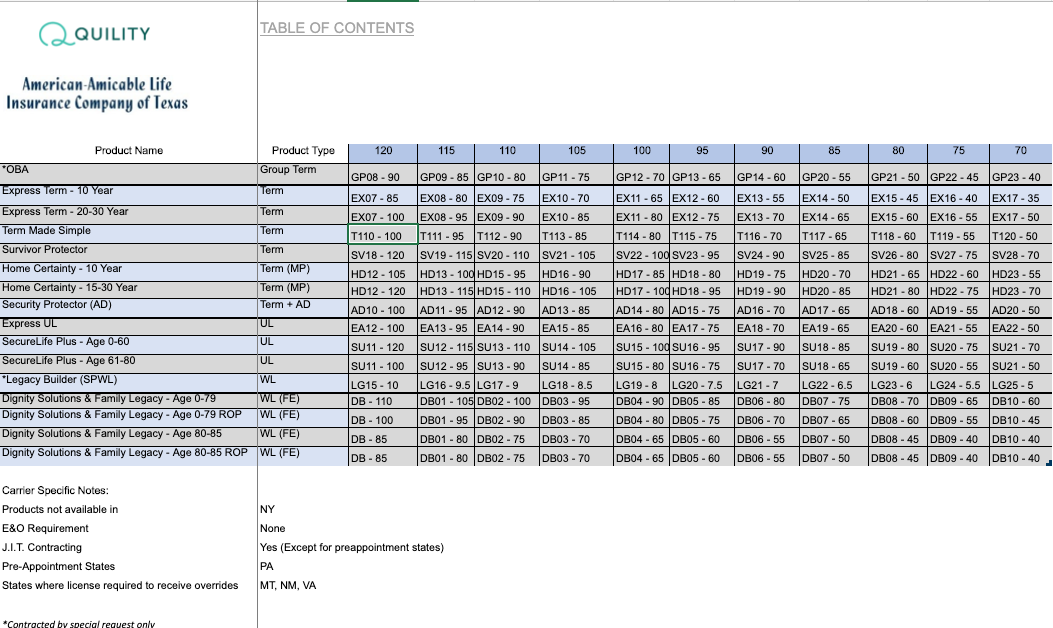 QUILITY
TABLE OF CONTENTS
American-Amicable Life
Insurance Company of Texas
Product Name Product Type 120 115 110 105 100 95 90 85 80 75 70
*OBA Group Term GP08 - 90 GP09 - 85 GP10 - 80 GP11 - 75 GP12 - 70 GP13 - 65 GP14 - 60 GP20 - 55 GP21 - 50 GP22 - 45 GP23 - 40
Express Term - 10 Year Term EX07 - 85 EX08 - 80 EX09 - 75 EX10 - 70 EX11 - 65 EX12 - 60 EX13 - 55 EX14 - 50 EX15 - 45 EX16 - 40 EX17 - 35
Express Term - 20-30 Year Term EX07 - 100 EX08 - 95 EX09 - 90 EX10 - 85 EX11 - 80 EX12 - 75 EX13 - 70 EX14 - 65 EX15 - 60 EX16 - 55 EX17 - 50
Term Made Simple Term T110 - 100 T111 - 95 T112 - 90 T113 - 85 T114 - 80 T115 - 75 T116 - 70 T117 - 65 T118 - 60 T119 - 55 T120 - 50
Survivor Protector Term SV18 - 120 SV19 - 115 SV20 - 110 SV21 - 105 SV22 - 100 SV23 - 95 SV24 - 90 SV25 - 85 SV26 - 80 SV27 - 75 SV28 - 70
Home Certainty - 10 Year Term (MP) HD12 - 105 HD13 - 100 HD15 - 95 HD16 - 90 HD17 - 85 HD18 - 80 HD19 - 75 HD20 - 70 HD21 - 65 HD22 - 60 HD23 - 55
Home Certainty - 15-30 Year Term (MP) HD12 - 120 HD13 - 115 HD15 - 110 HD16 - 105 HD17 - 100 HD18 - 95 HD19 - 90 HD20 - 85 HD21 - 80 HD22 - 75 HD23 - 70
Security Protector (AD) Term + AD AD10 - 100 AD11 - 95 AD12 - 90 AD13 - 85 AD14 - 80 AD15 - 75 AD16 - 70 AD17 - 65 AD18 - 60 AD19 - 55 AD20 - 50
Express UL UL EA12 - 100 EA13 - 95 EA14 - 90 EA15 - 85 EA16 - 80 EA17 - 75 EA18 - 70 EA19 - 65 EA20 - 60 EA21 - 55 EA22 - 50
SecureLife Plus - Age 0-60 UL SU11 - 120 SU12 - 115 SU13 - 110 SU14 - 105 SU15 - 100 SU16 - 95 SU17 - 90 SU18 - 85 SU19 - 80 SU20 - 75 SU21 - 70
SecureLife Plus - Age 61-80 UL SU11 - 100 SU12 - 95 SU13 - 90 SU14 - 85 SU15 - 80 SU16 - 75 SU17 - 70 SU18 - 65 SU19 - 60 SU20 - 55 SU21 - 50
*Legacy Builder (SPWL) WL LG15 - 10 LG16 - 9.5 LG17 - 9 LG18 - 8.5 LG19 - 8 LG20 - 7.5 LG21 - 7 LG22 - 6.5 LG23 - 6 LG24 - 5.5 LG25 - 5
Dignity Solutions & Family Legacy - Age 0-79 WL (FE) DB - 110 DB01 - 105 DB02 - 100 DB03 - 95 DB04 - 90 DB05 - 85 DB06 - 80 DB07 - 75 DB08 - 70 DB09 - 65 DB10 - 60
Dignity Solutions & Family Legacy - Age 0-79 ROP WL (FE) DB - 100 DB01 - 95 DB02 - 90 DB03 - 85 DB04 - 80 DB05 - 75 DB06 - 70 DB07 - 65 DB08 - 60 DB09 - 55 DB10 - 45
Dignity Solutions & Family Legacy - Age 80-85 WL (FE) DB - 85 DB01 - 80 DB02 - 75 DB03 - 70 DB04 - 65 DB05 - 60 DB06 - 55 DB07 - 50 DB08 - 45 DB09 - 40 DB10 - 40
Dignity Solutions & Family Legacy - Age 80-85 ROP WL (FE) DB - 85 DB01 - 80 DB02 - 75 DB03 - 70 DB04 - 65 DB05 - 60 DB06 - 55 DB07 - 50 DB08 - 45 DB09 - 40 DB10 - 40
Carrier Specific Notes:
Products not available in NY
E&O Requirement None
J.I.T. Contracting Yes (Except for preappointment states)
Pre-Appointment States PA
States where license required to receive overrides MT, NM, VA
*Contracted by special request only